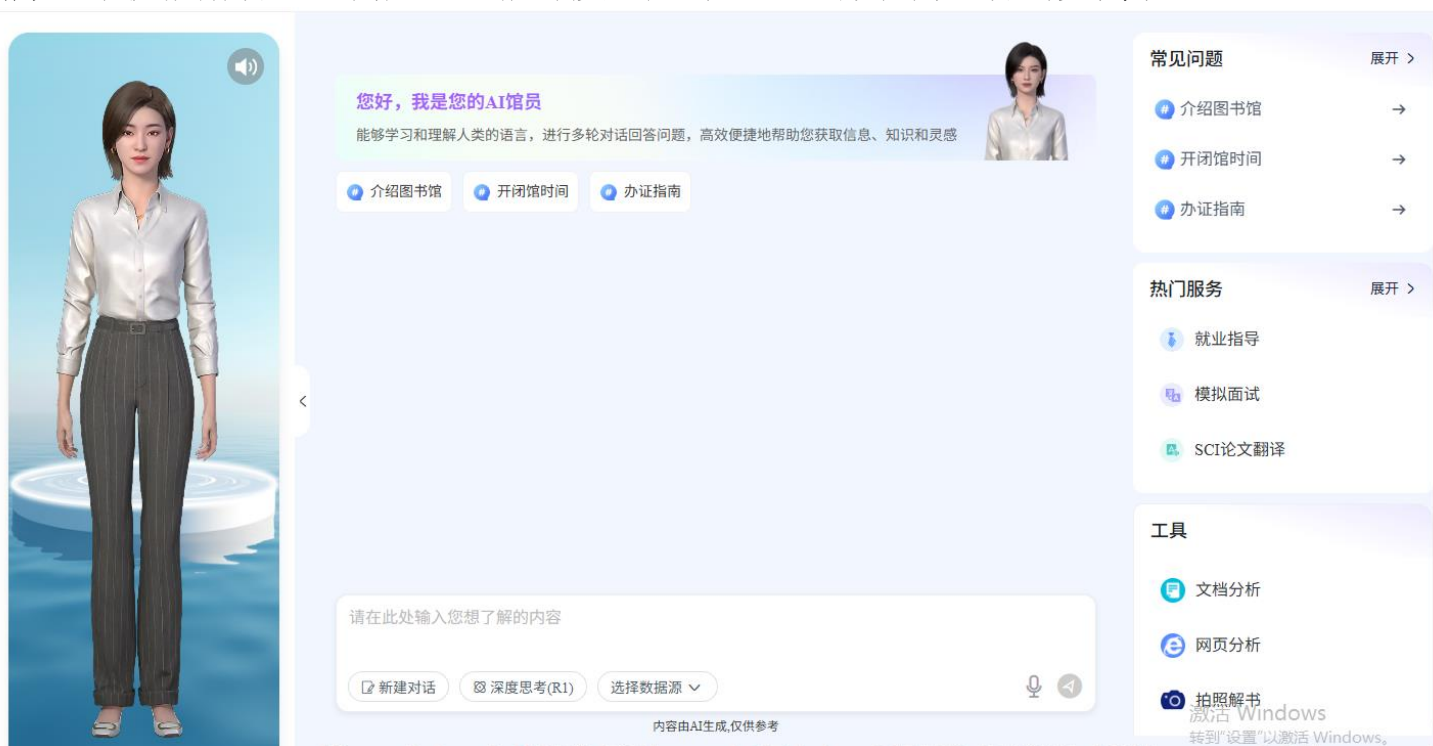 您好，我是您的AI馆员
能够学习和理解人类的语言，进行多轮对话回答问题，高效便捷地帮助您获取信息、知识和灵感
介绍图书馆
开闭馆时间
办证指南
请在此处输入您想了解的内容
新建对话
深度思考(R1)
选择数据源
内容由AI生成,仅供参考
常见问题
展开
介绍图书馆
开闭馆时间
办证指南
热门服务
展开
就业指导
模拟面试
SCI论文翻译
工具
文档分析
网页分析
拍照解书
激活 Windows
转到"设置"以激活 Windows。